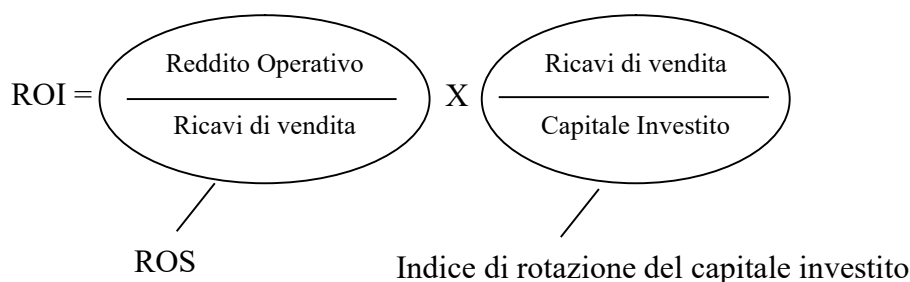 Reddito Operativo
Ricavi di vendita
ROI =
Ricavi di vendita
X
Capitale Investito
ROS
Indice di rotazione del capitale investito